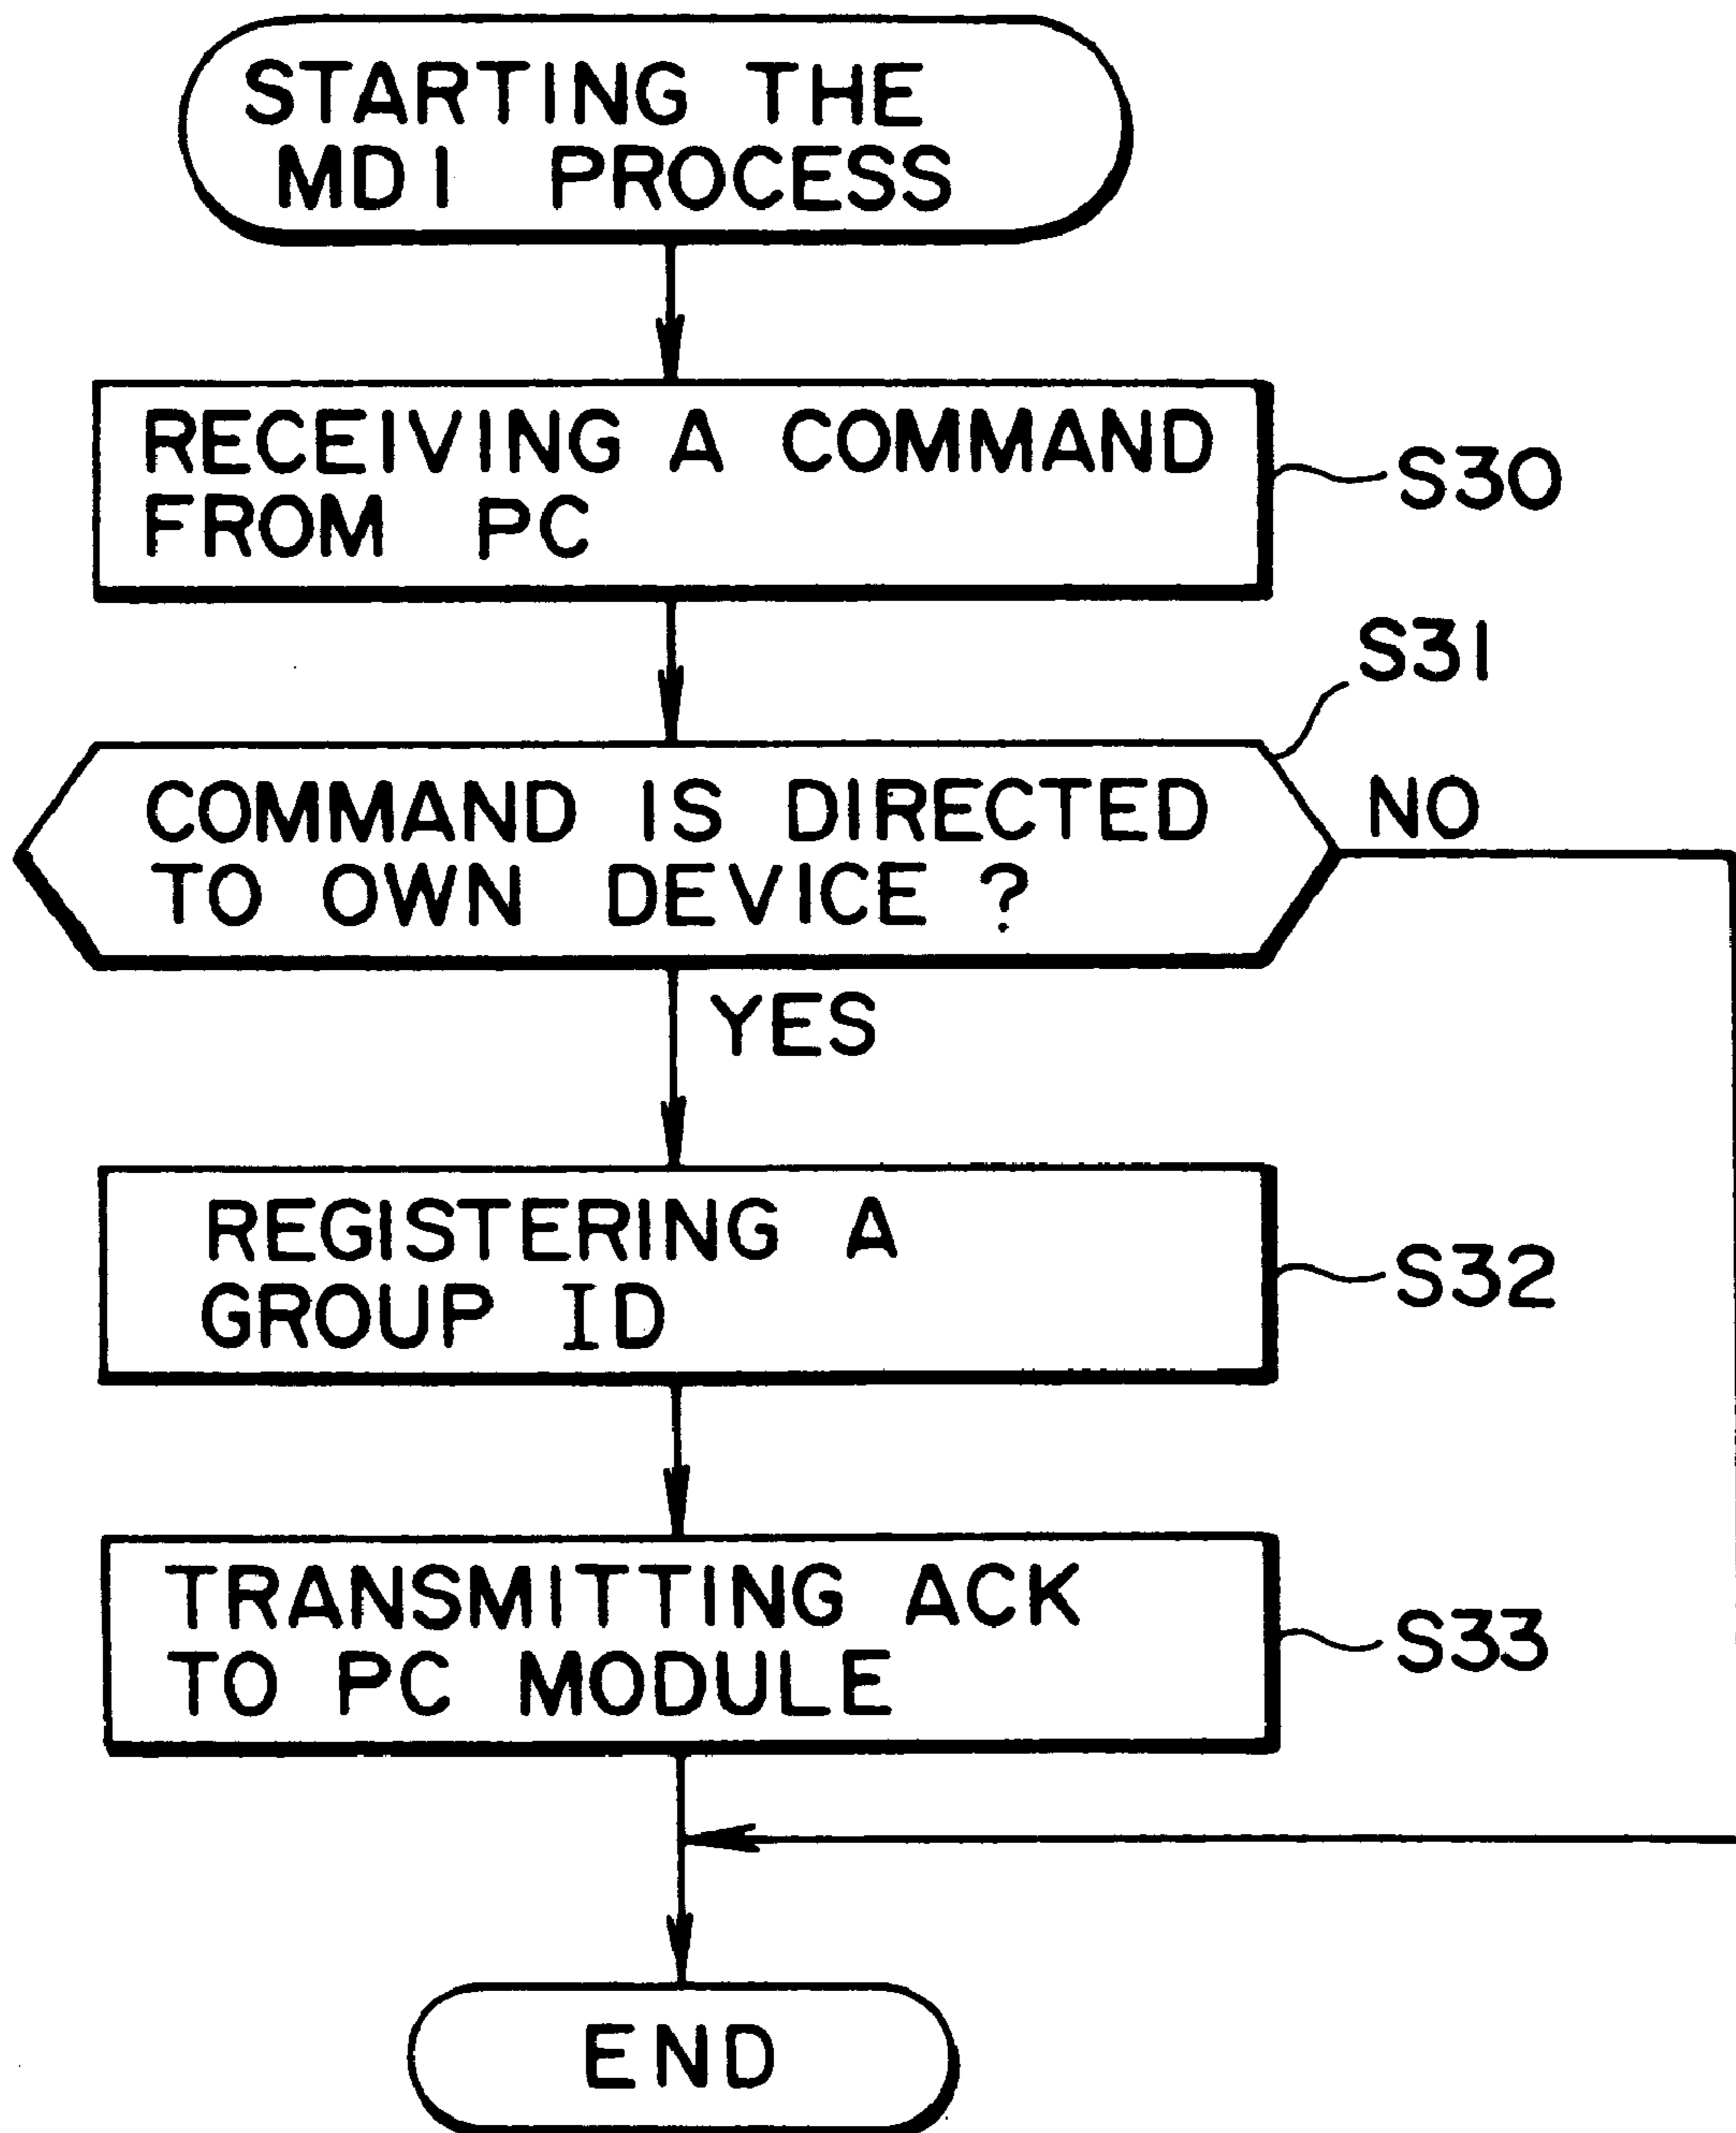 STARTING THE
MDI PROCESS
RECEIVING A COMMAND
FROM PC
S30
S31
COMMAND IS DIRECTED
TO OWN DEVICE ?
NO
YES
REGISTERING A
GROUP ID
S32
TRANSMITTING ACK
TO PC MODULE
S33
END